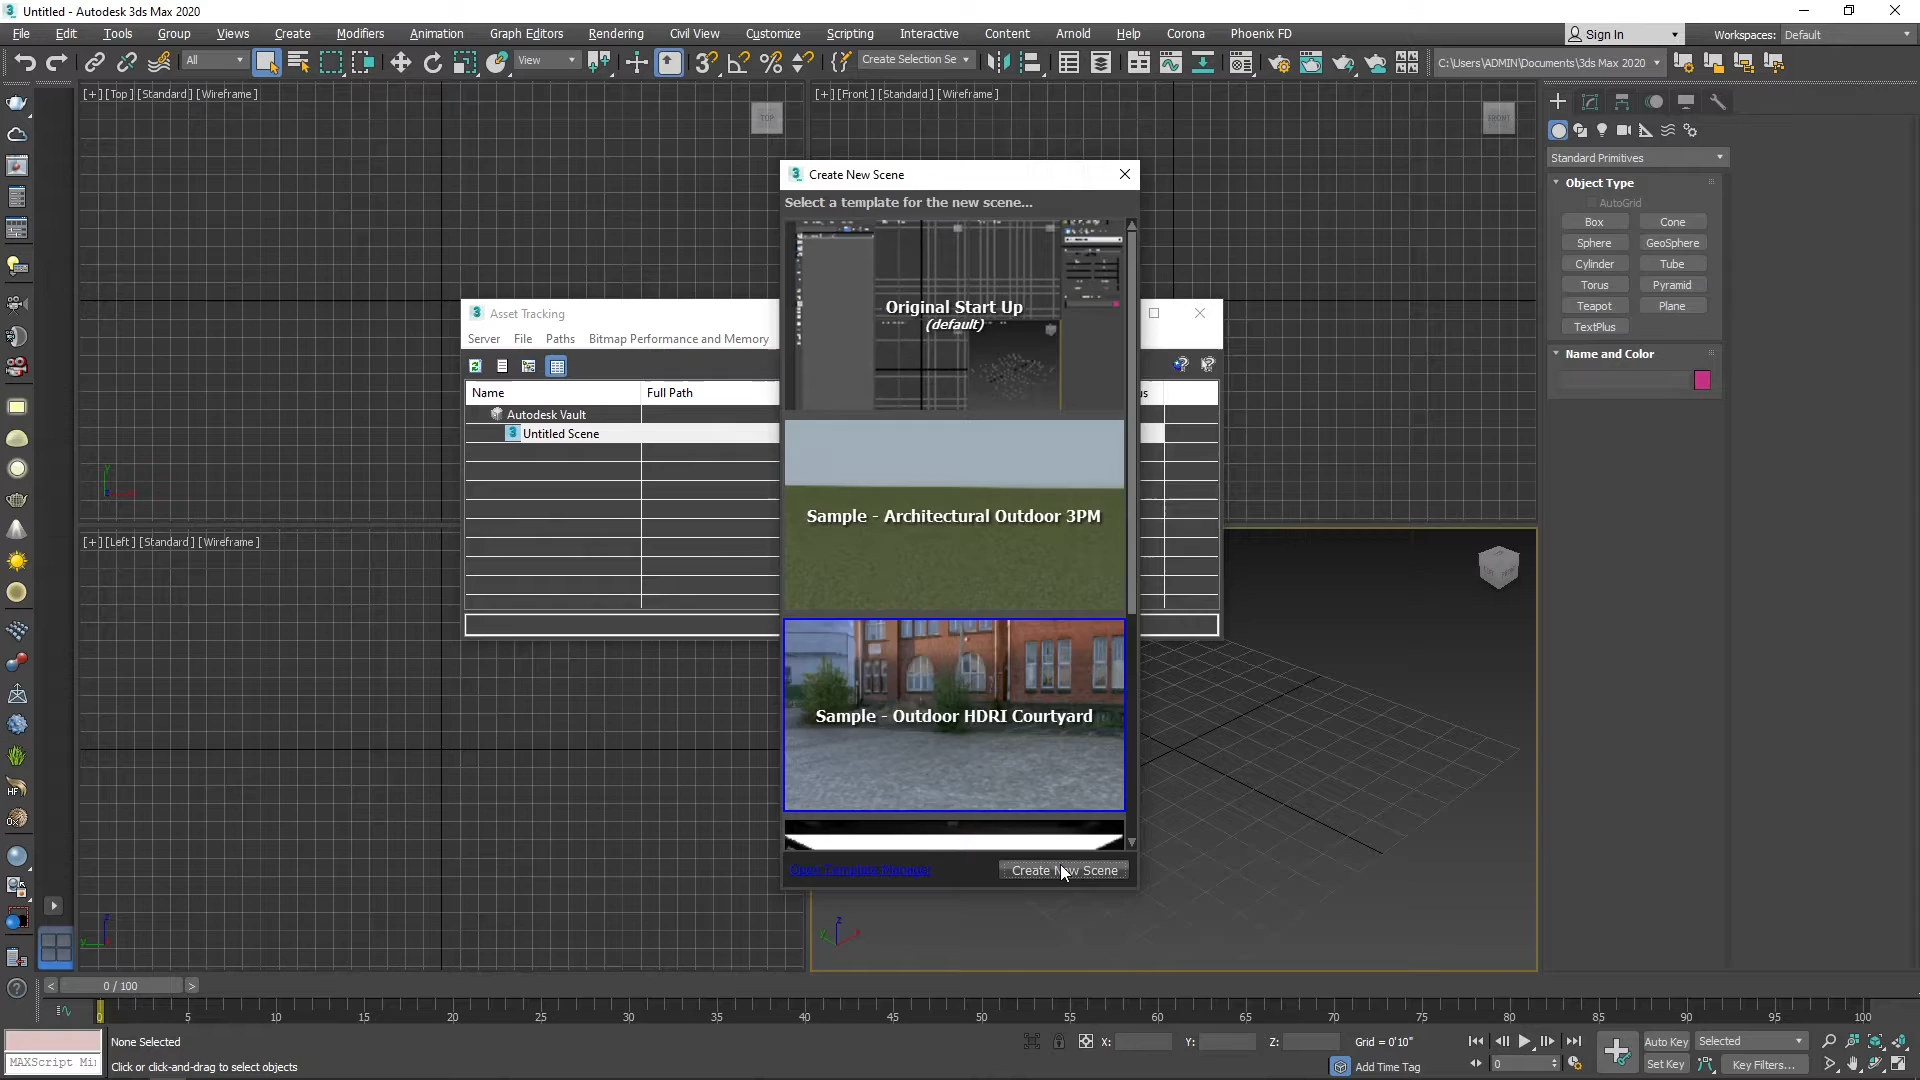 Untitled - Autodesk 3ds Max 2020
File Edit Tools Group Views Create Modifiers Animation Graph Editors Rendering Civil View Customize Scripting Interactive Content Arnold Help Corona Phoenix FD
Sign In
Workspaces: Default
All
View
Create Selection Se
C:\Users\ADMIN\Documents\3ds Max 2020
[+] [Top] [Standard] [Wireframe]
TOP
[+] [Front] [Standard] [Wireframe]
FRONT
Standard Primitives
Object Type
AutoGrid
Box Cone
Sphere GeoSphere
Cylinder Tube
Torus Pyramid
Teapot Plane
TextPlus
Name and Color
Create New Scene
Select a template for the new scene...
Original Start Up
(default)
Sample - Architectural Outdoor 3PM
Sample - Outdoor HDRI Courtyard
Open Template Manager
Create New Scene
Asset Tracking
Server File Paths Bitmap Performance and Memory
Name Full Path
Autodesk Vault
Untitled Scene
[+] [Left] [Standard] [Wireframe]
0 / 100
0 5 10 15 20 25 30 35 40 45 50 55 60 65 70 75 80 85 90 95 100
None Selected
X: Y: Z: Grid = 0'10"
Auto Key Selected
MAXScript Mi
Click or click-and-drag to select objects
Add Time Tag
0
Set Key
Key Filters...